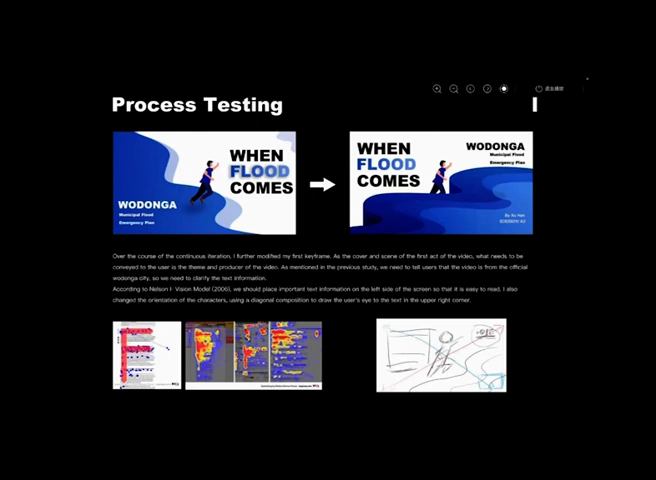 Process Testing
WHEN
FLOOD
COMES
WODONGA
Municipal Flood
Emergency Plan
WHEN
FLOOD
COMES
WODONGA
Municipal Flood
Emergency Plan
Over the course of the continuous iteration, I further modified my first keyframe. As the cover and scene of the first act of the video, what needs to be
conveyed to the user is the theme and producer of the video. As mentioned in the previous study, we need to tell users that the video is from the official
wodonga city, so we need to clarify the text information.
According to Nelson F Vision Model (2006), we should place important text information on the left side of the screen so that it is easy to read, I also
changed the orientation of the characters, using a diagonal composition to draw the user's eye to the text in the upper right corner.